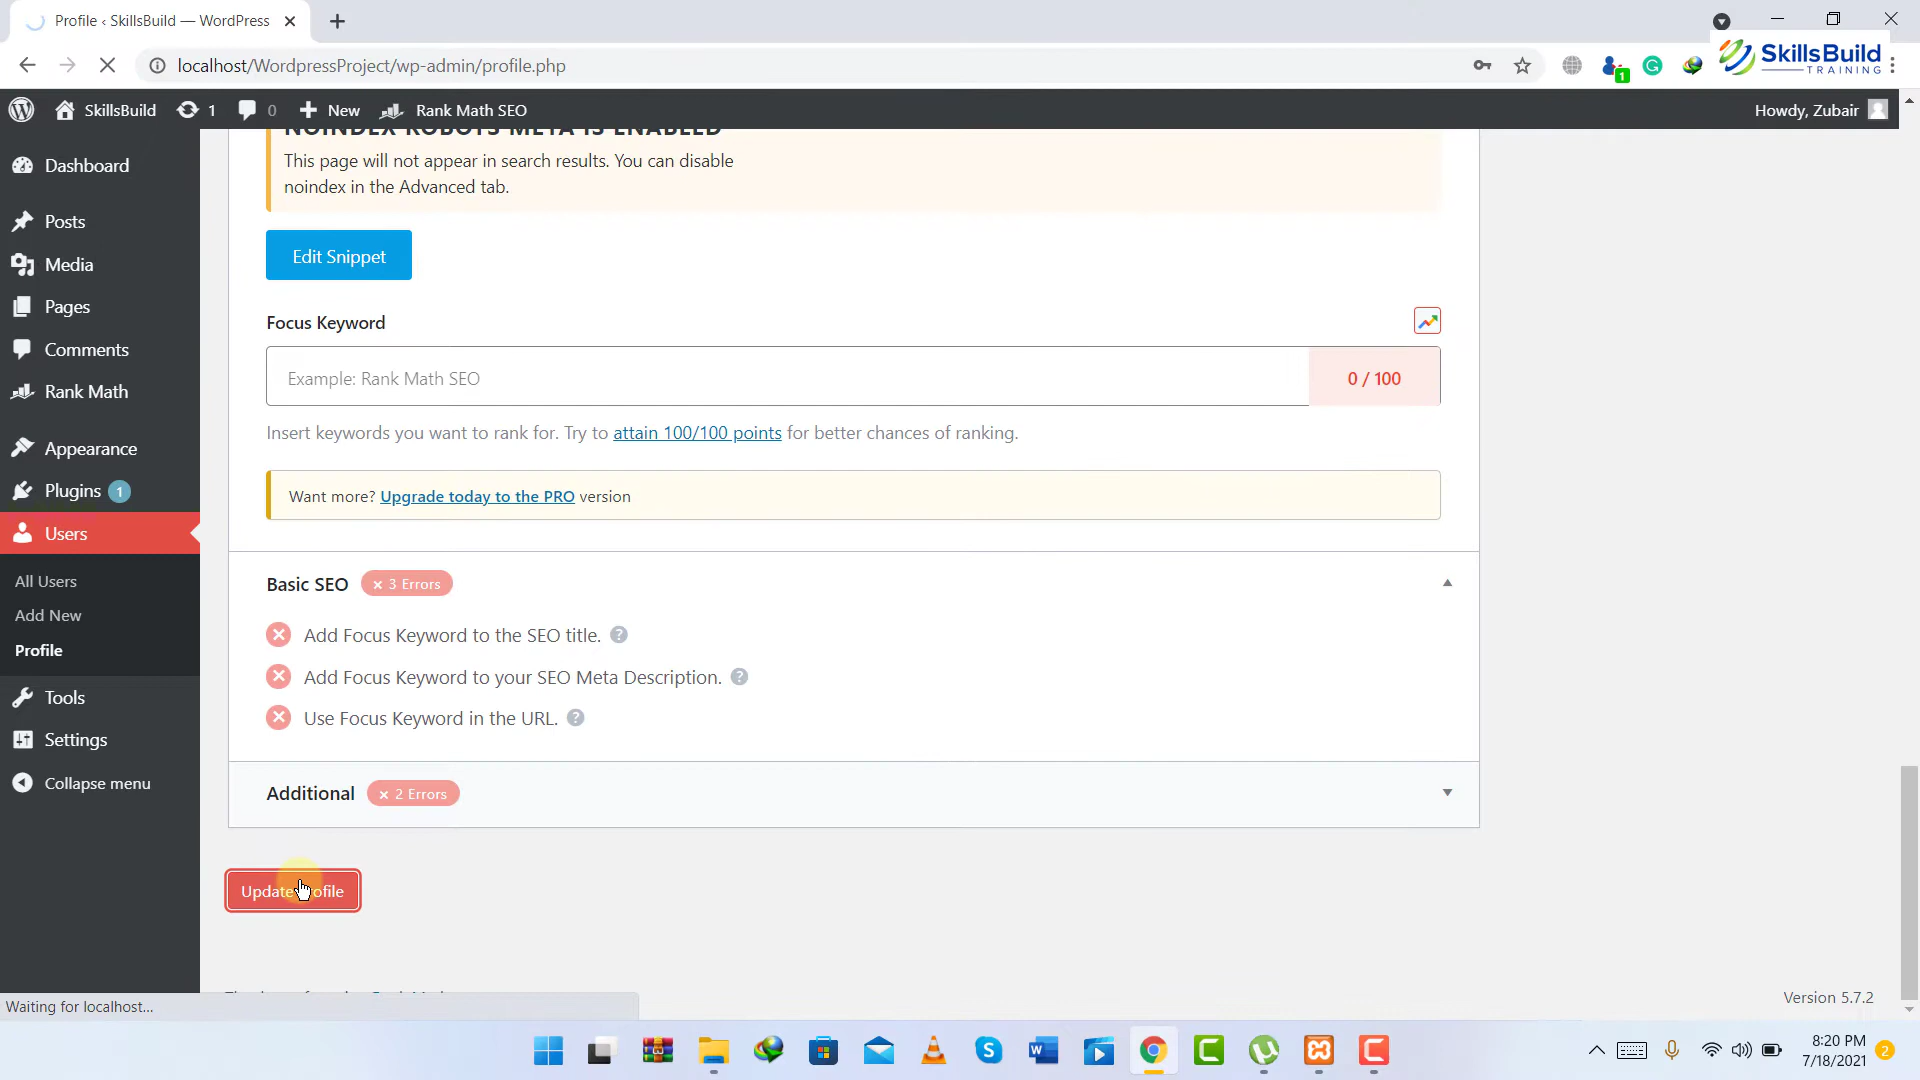 Profile ‹ SkillsBuild — WordPress
localhost/WordpressProject/wp-admin/profile.php
1
SkillsBuild
TRAINING
SkillsBuild
1
0
New
Rank Math SEO
Howdy, Zubair
Dashboard
Posts
Media
Pages
Comments
Rank Math
Appearance
Plugins 1
Users
All Users
Add New
Profile
Tools
Settings
Collapse menu
NOINDEX ROBOTS META IS ENABLED
This page will not appear in search results. You can disable
noindex in the Advanced tab.
Edit Snippet
Focus Keyword
Example: Rank Math SEO
0 / 100
Insert keywords you want to rank for. Try to attain 100/100 points for better chances of ranking.
Want more? Upgrade today to the PRO version
Basic SEO × 3 Errors
Add Focus Keyword to the SEO title. ?
Add Focus Keyword to your SEO Meta Description. ?
Use Focus Keyword in the URL. ?
Additional × 2 Errors
Update Profile
Version 5.7.2
Waiting for localhost...
8:20 PM
7/18/2021
2